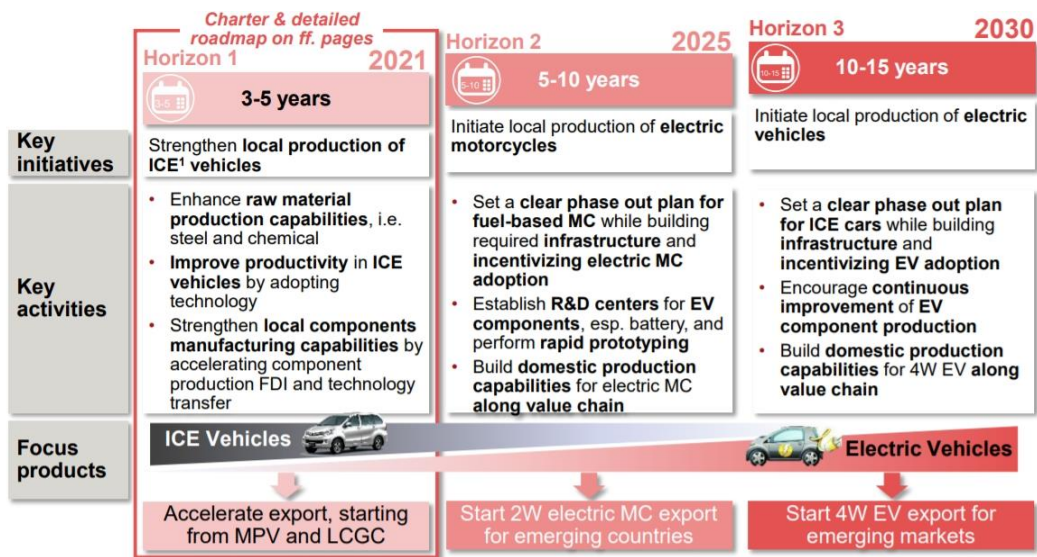 Charter & detailed
roadmap on ff. pages
Horizon 1
2021
3-5
3-5 years
Horizon 2
2025
5-10
5-10 years
Horizon 3
2030
10-15
10-15 years
Key
initiatives
Strengthen local production of
ICE¹ vehicles
Initiate local production of electric
motorcycles
Initiate local production of electric
vehicles
Key
activities
• Enhance raw material
production capabilities, i.e.
steel and chemical
• Improve productivity in ICE
vehicles by adopting
technology
• Strengthen local components
manufacturing capabilities by
accelerating component
production FDI and technology
transfer
• Set a clear phase out plan for
fuel-based MC while building
required infrastructure and
incentivizing electric MC
adoption
• Establish R&D centers for EV
components, esp. battery, and
perform rapid prototyping
• Build domestic production
capabilities for electric MC
along value chain
• Set a clear phase out plan
for ICE cars while building
infrastructure and
incentivizing EV adoption
• Encourage continuous
improvement of EV
component production
• Build domestic production
capabilities for 4W EV along
value chain
Focus
products
ICE Vehicles
Electric Vehicles
Accelerate export, starting
from MPV and LCGC
Start 2W electric MC export
for emerging countries
Start 4W EV export for
emerging markets